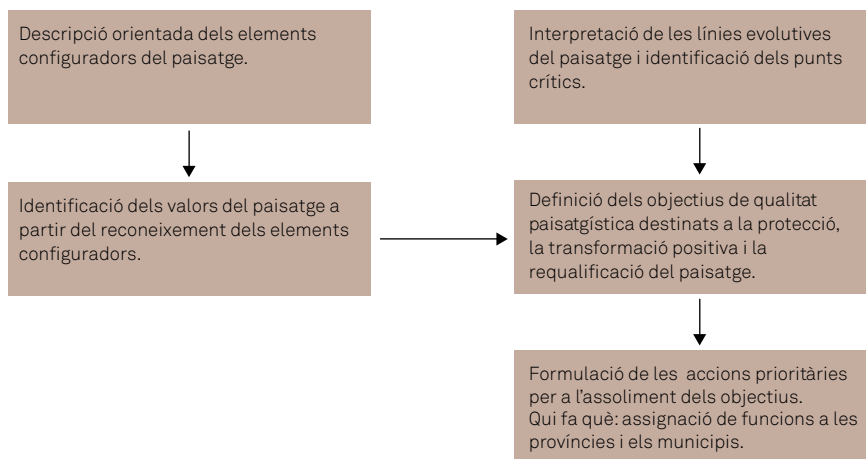 Descripció orientada dels elements
configuradors del paisatge.
Identificació dels valors del paisatge a
partir del reconeixement dels elements
configuradors.
Interpretació de les línies evolutives
del paisatge i identificació dels punts
crítics.
Definició dels objectius de qualitat
paisatgística destinats a la protecció,
la transformació positiva i la
requalificació del paisatge.
Formulació de les accions prioritàries
per a l'assoliment dels objectius.
Qui fa què: assignació de funcions a les
províncies i els municipis.